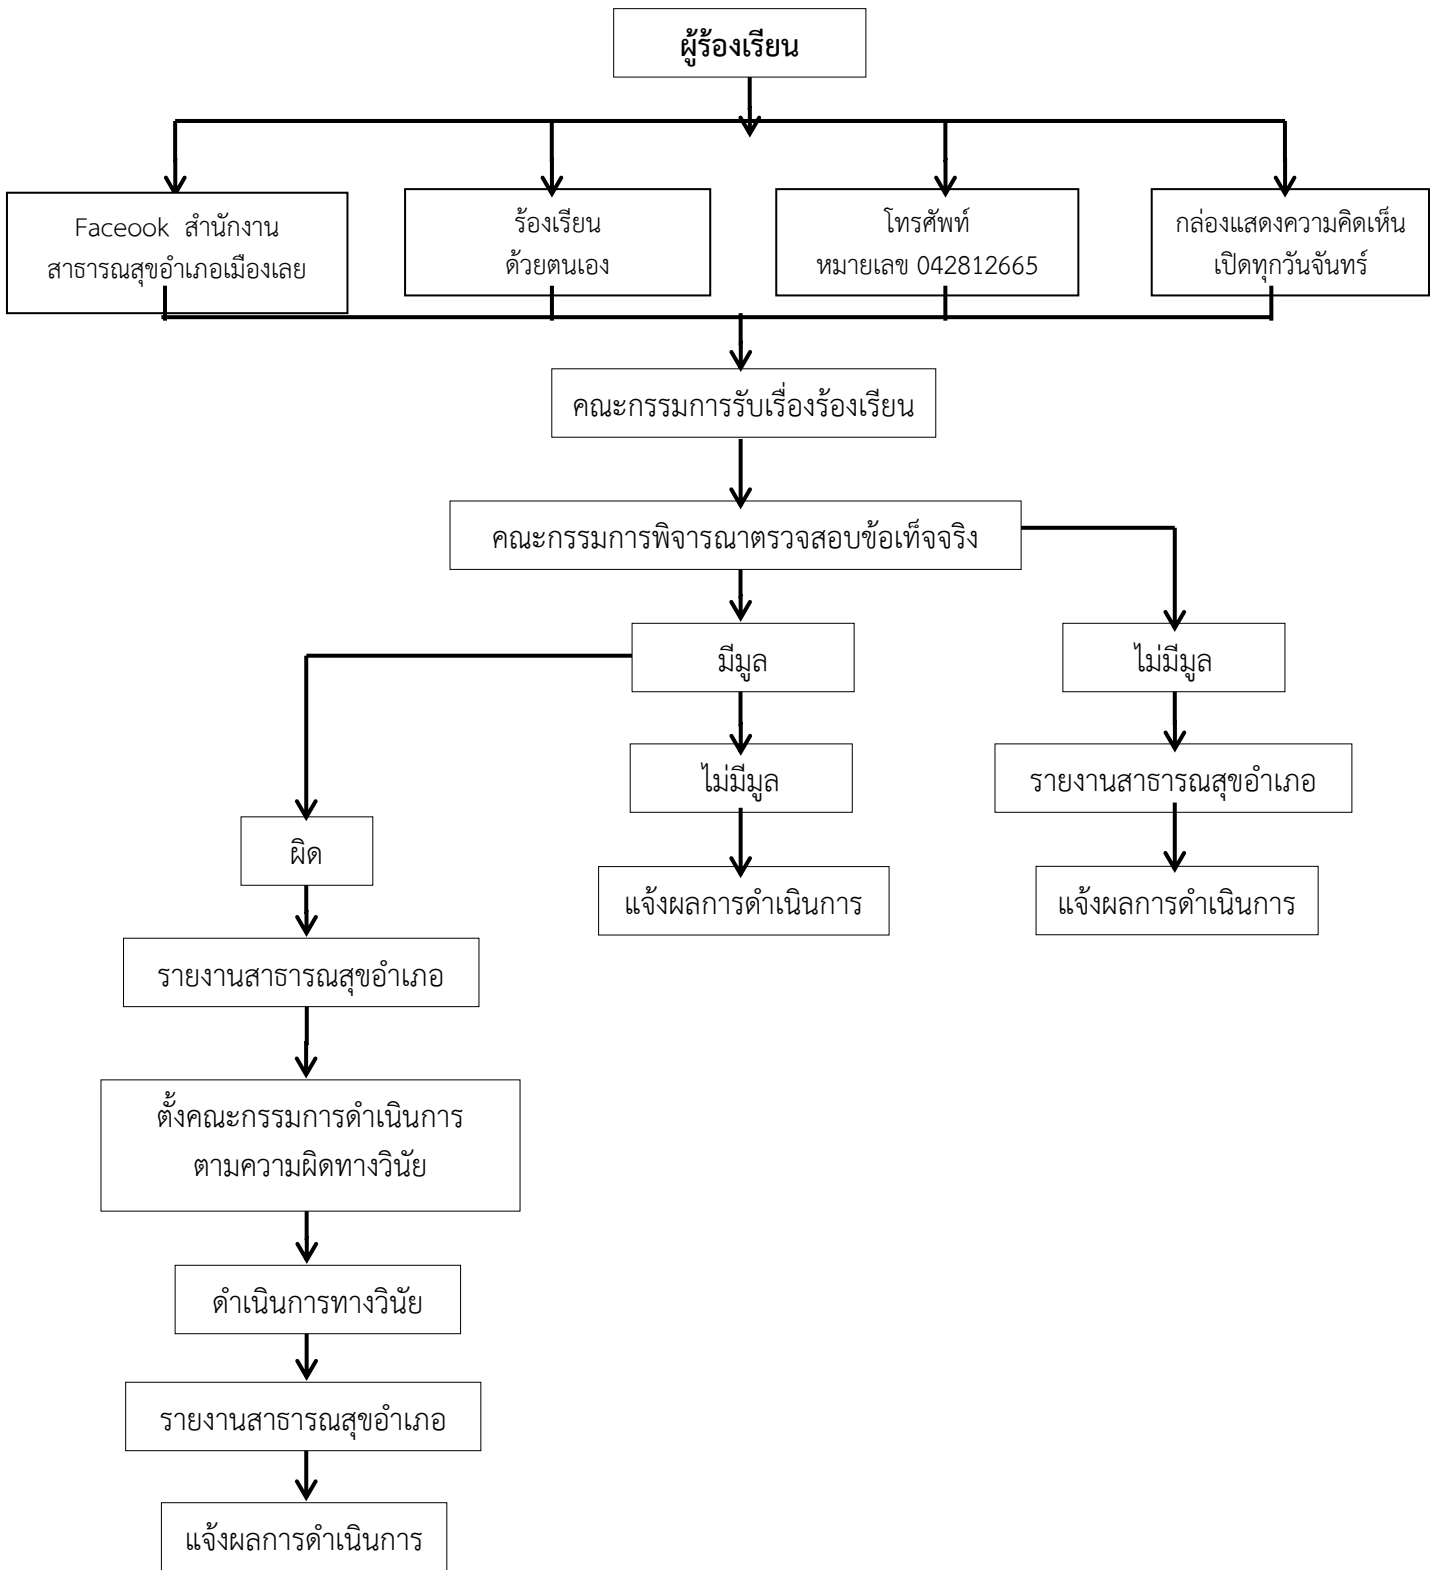 ผู้ร้องเรียน
Faceook สำนักงาน
สาธารณสุขอำเภอเมืองเลย
ร้องเรียน
ด้วยตนเอง
โทรศัพท์
หมายเลข 042812665
กล่องแสดงความคิดเห็น
เปิดทุกวันจันทร์
คณะกรรมการรับเรื่องร้องเรียน
คณะกรรมการพิจารณาตรวจสอบข้อเท็จจริง
มีมูล
ไม่มีมูล
ไม่มีมูล
รายงานสาธารณสุขอำเภอ
ผิด
แจ้งผลการดำเนินการ
แจ้งผลการดำเนินการ
รายงานสาธารณสุขอำเภอ
ตั้งคณะกรรมการดำเนินการ
ตามความผิดทางวินัย
ดำเนินการทางวินัย
รายงานสาธารณสุขอำเภอ
แจ้งผลการดำเนินการ